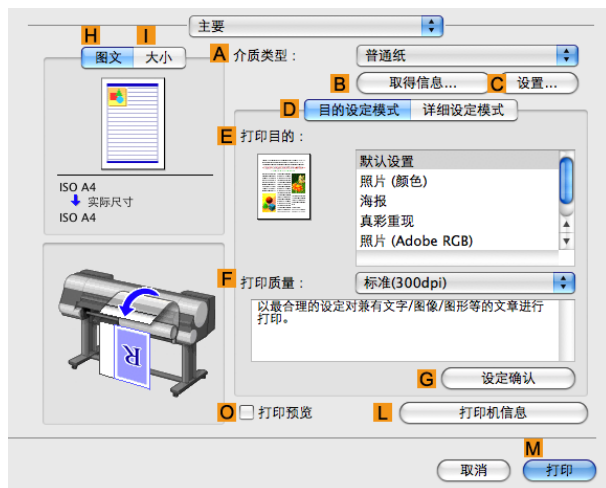 主要
H I
图文 大小
A 介质类型： 普通纸
B 取得信息... C 设置...
D 目的设定模式 详细设定模式
E 打印目的：
默认设置
照片 (颜色)
海报
真彩重现
照片 (Adobe RGB)
ISO A4
实际尺寸
ISO A4
F 打印质量： 标准(300dpi)
以最合理的设定对兼有文字/图像/图形等的文章进行
打印。
R
G 设定确认
O 打印预览 L 打印机信息
M
取消 打印